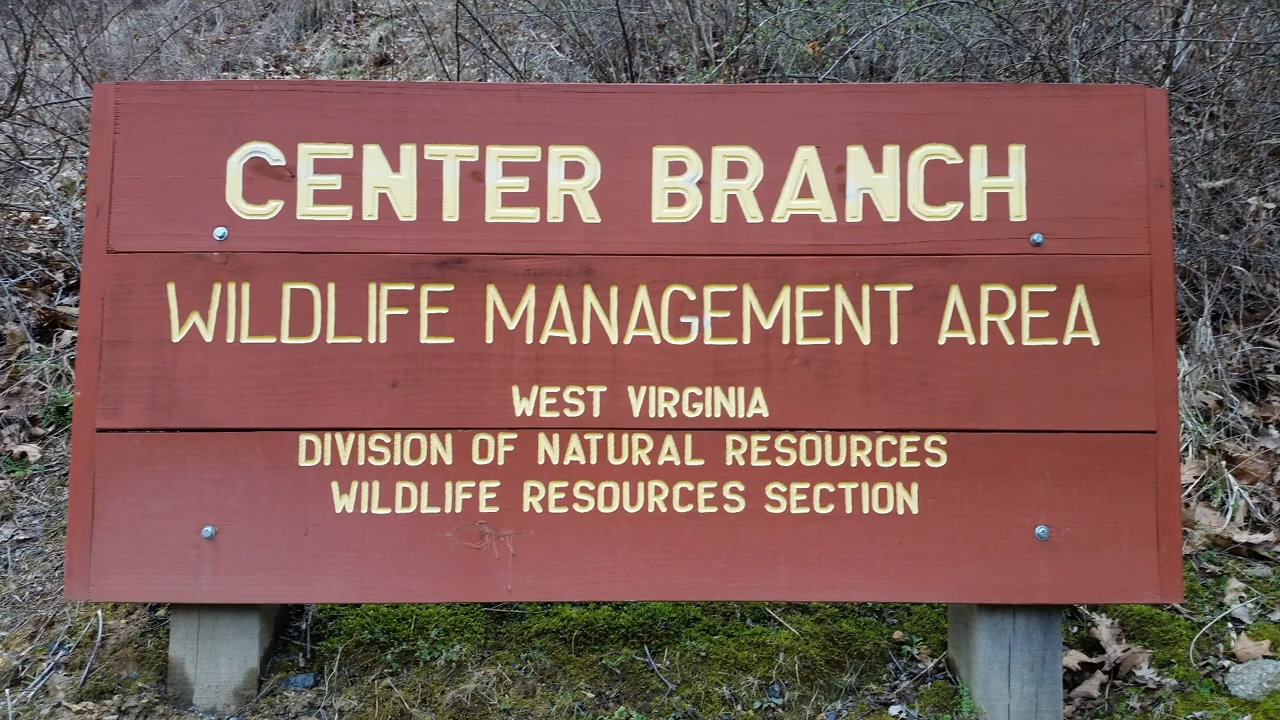 CENTER BRANCH
WILDLIFE MANAGEMENT AREA
WEST VIRGINIA
DIVISION OF NATURAL RESOURCES
WILDLIFE RESOURCES SECTION